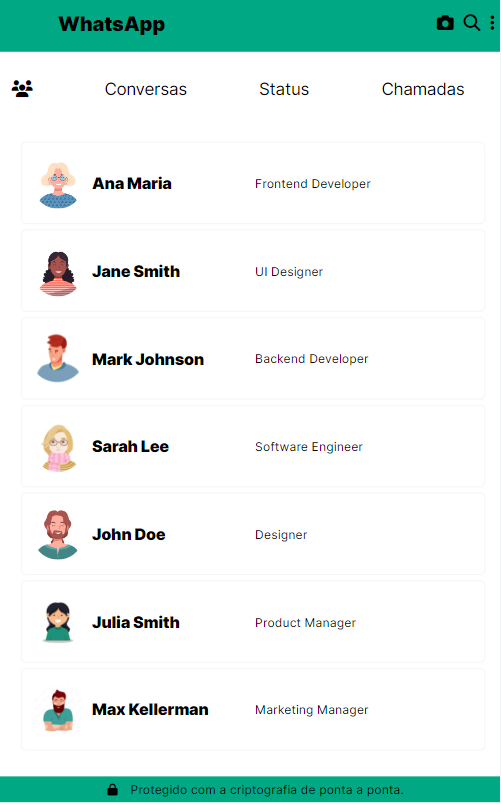 WhatsApp
Conversas Status Chamadas
Ana Maria Frontend Developer
Jane Smith UI Designer
Mark Johnson Backend Developer
Sarah Lee Software Engineer
John Doe Designer
Julia Smith Product Manager
Max Kellerman Marketing Manager
Protegido com a criptografia de ponta a ponta.